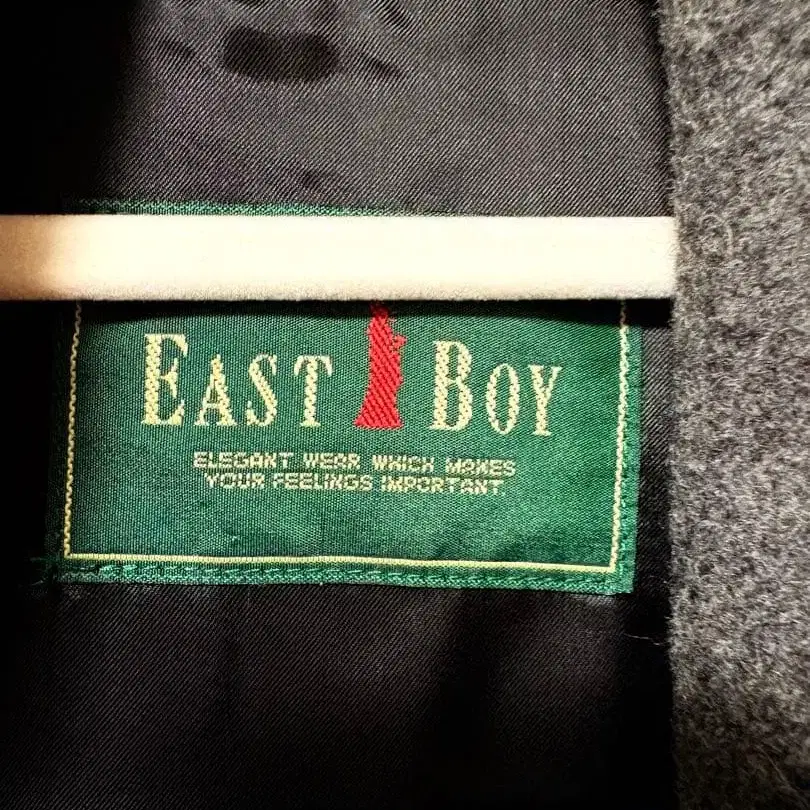 EAST BOY
ELEGANT WEAR WHICH MAKES
YOUR FEELINGS IMPORTANT.